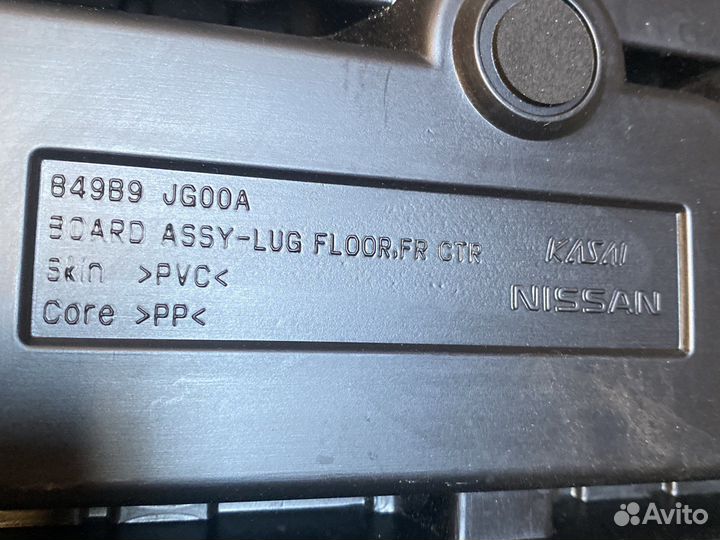 849B9 JG00A
BOARD ASSY-LUG FLOOR,FR CTR
Skin >PVC<
Core >PP<
KASAI
NISSAN
Avito